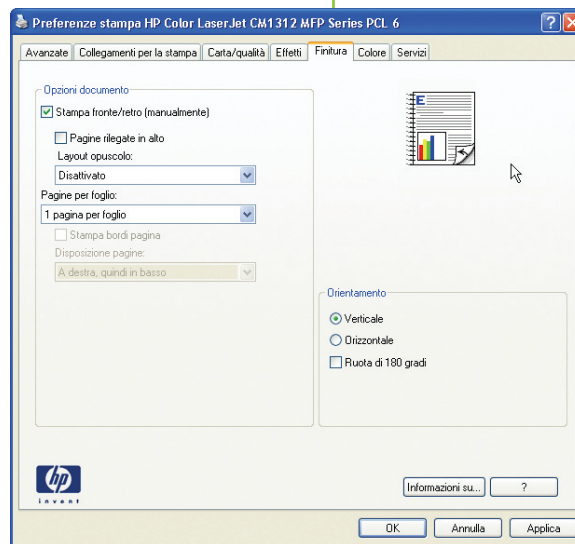 Preferenze stampa HP Color LaserJet CM1312 MFP Series PCL 6
Avanzate Collegamenti per la stampa Carta/qualità Effetti Finitura Colore Servizi
Opzioni documento
Stampa fronte/retro (manualmente)
Pagine rilegate in alto
Layout opuscolo:
Disattivato
Pagine per foglio:
1 pagina per foglio
Stampa bordi pagina
Disposizione pagine:
A destra, quindi in basso
E
Orientamento
Verticale
Orizzontale
Ruota di 180 gradi
hp
invent
Informazioni su... ?
OK Annulla Applica